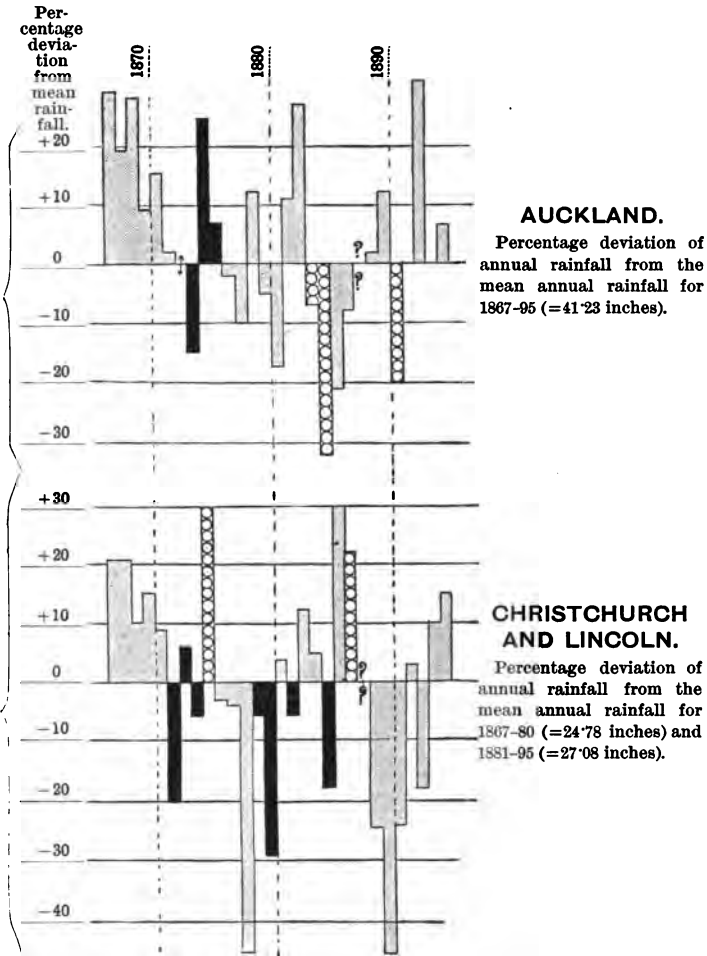 Per-
centage
devia-
tion
from
mean
rain-
fall.
1870
1880
1890
+20
+10
0
? ?
−10
−20
−30
AUCKLAND.
Percentage deviation of
annual rainfall from the
mean annual rainfall for
1867–95 (=41·23 inches).
+30
+20
+10
0
? ?
−10
−20
−30
−40
CHRISTCHURCH
AND LINCOLN.
Percentage deviation of
annual rainfall from the
mean annual rainfall for
1867–80 (=24·78 inches) and
1881–95 (=27·08 inches).